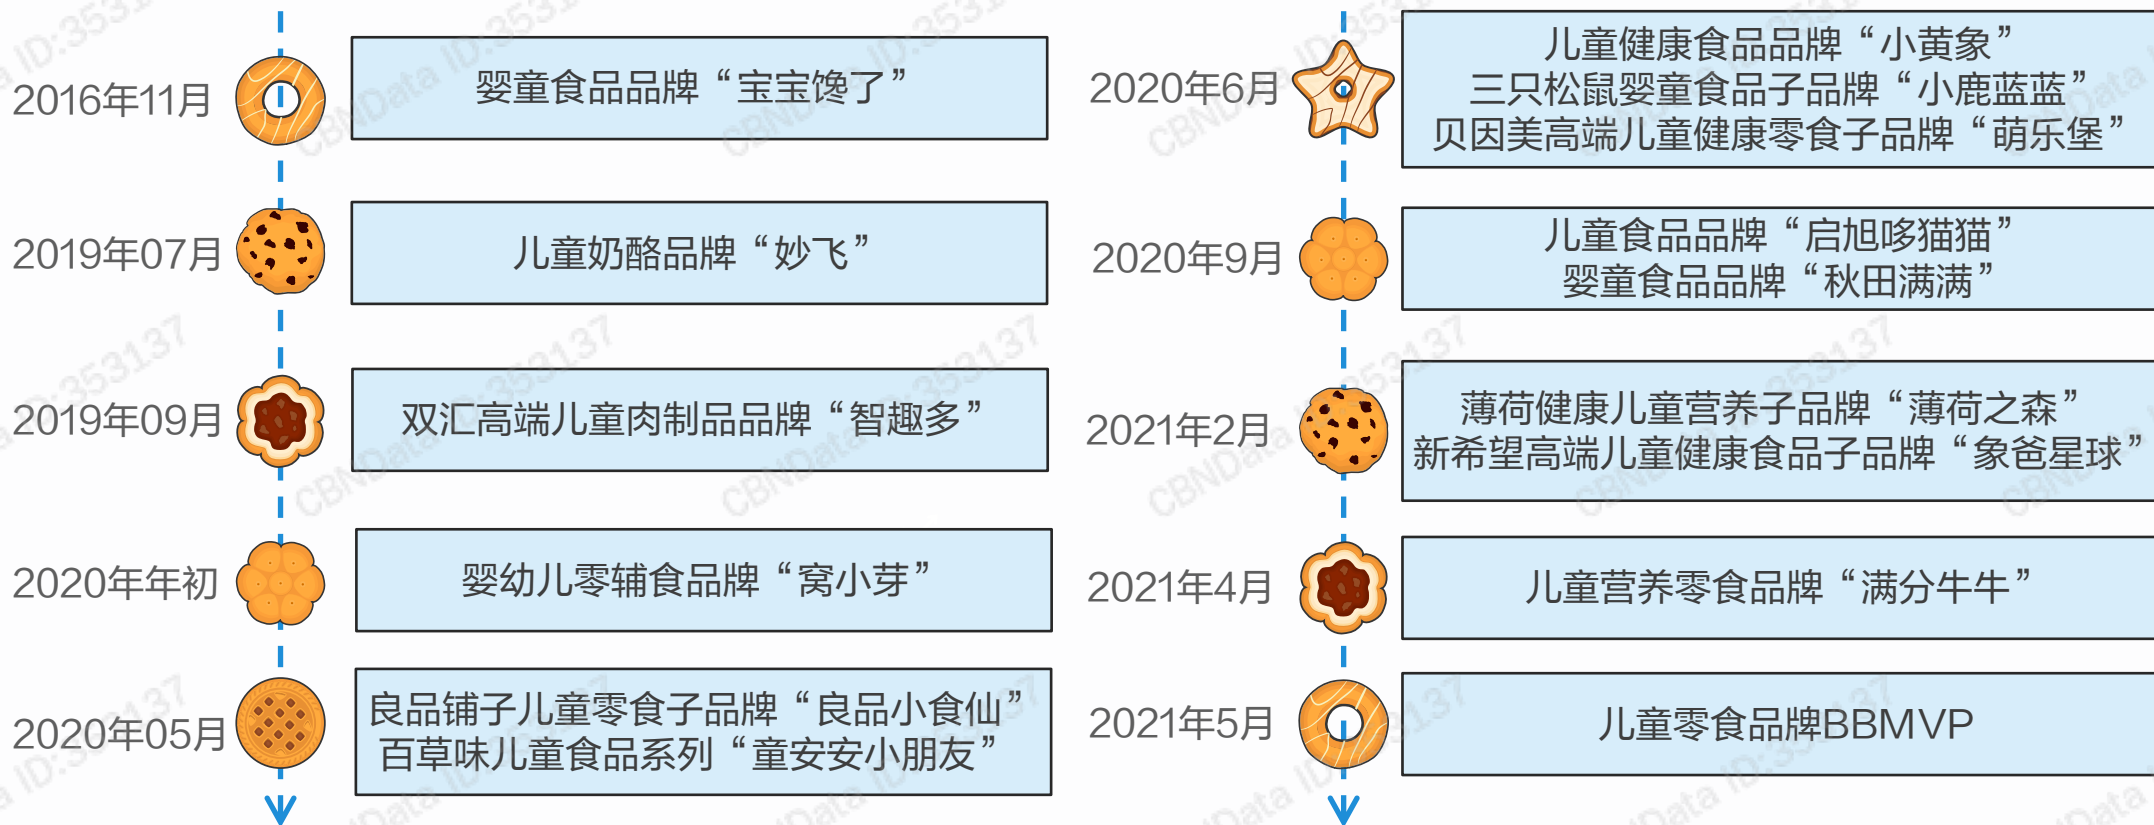 2016年11月
婴童食品品牌“宝宝馋了”
2019年07月
儿童奶酪品牌“妙飞”
2019年09月
双汇高端儿童肉制品品牌“智趣多”
2020年年初
婴幼儿零辅食品牌“窝小芽”
2020年05月
良品铺子儿童零食子品牌“良品小食仙”
百草味儿童食品系列“童安安小朋友”
2020年6月
儿童健康食品品牌“小黄象”
三只松鼠婴童食品子品牌“小鹿蓝蓝”
贝因美高端儿童健康零食子品牌“萌乐堡”
2020年9月
儿童食品品牌“启旭哆猫猫”
婴童食品品牌“秋田满满”
2021年2月
薄荷健康儿童营养子品牌“薄荷之森”
新希望高端儿童健康食品子品牌“象爸星球”
2021年4月
儿童营养零食品牌“满分牛牛”
2021年5月
儿童零食品牌BBMVP
CBNData ID:353137